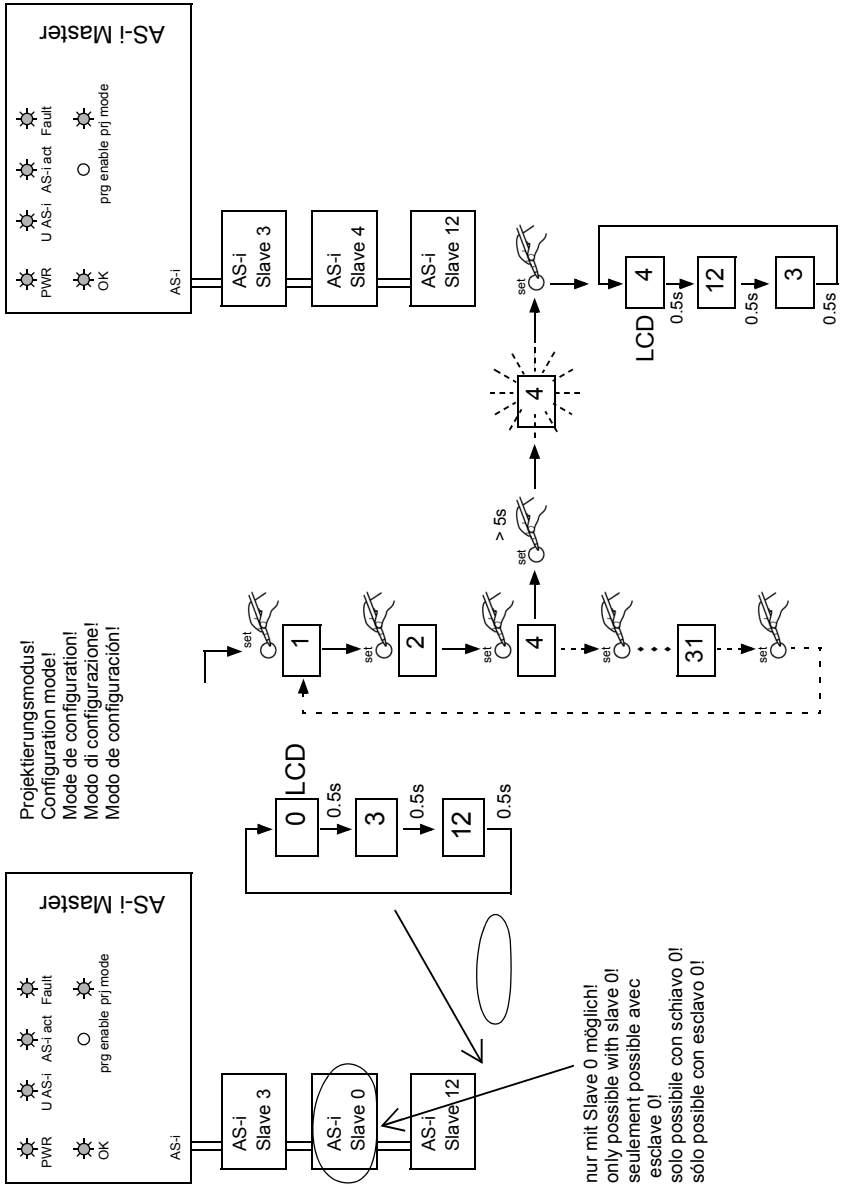 PWR
U AS-i
AS-i act
Fault
OK
prg enable
prj mode
AS-i Master
AS-i
AS-i
Slave 3
AS-i
Slave 0
AS-i
Slave 12
nur mit Slave 0 möglich!
only possible with slave 0!
seulement possible avec
esclave 0!
solo possibile con schiavo 0!
sólo posible con esclavo 0!
0
LCD
0.5s
3
0.5s
12
0.5s
Projektierungsmodus!
Configuration mode!
Mode de configuration!
Modo di configurazione!
Modo de configuración!
set
1
set
2
set
4
set
31
set
> 5s
set
4
set
LCD
4
0.5s
12
0.5s
3
0.5s
PWR
U AS-i
AS-i act
Fault
OK
prg enable
prj mode
AS-i Master
AS-i
AS-i
Slave 3
AS-i
Slave 4
AS-i
Slave 12